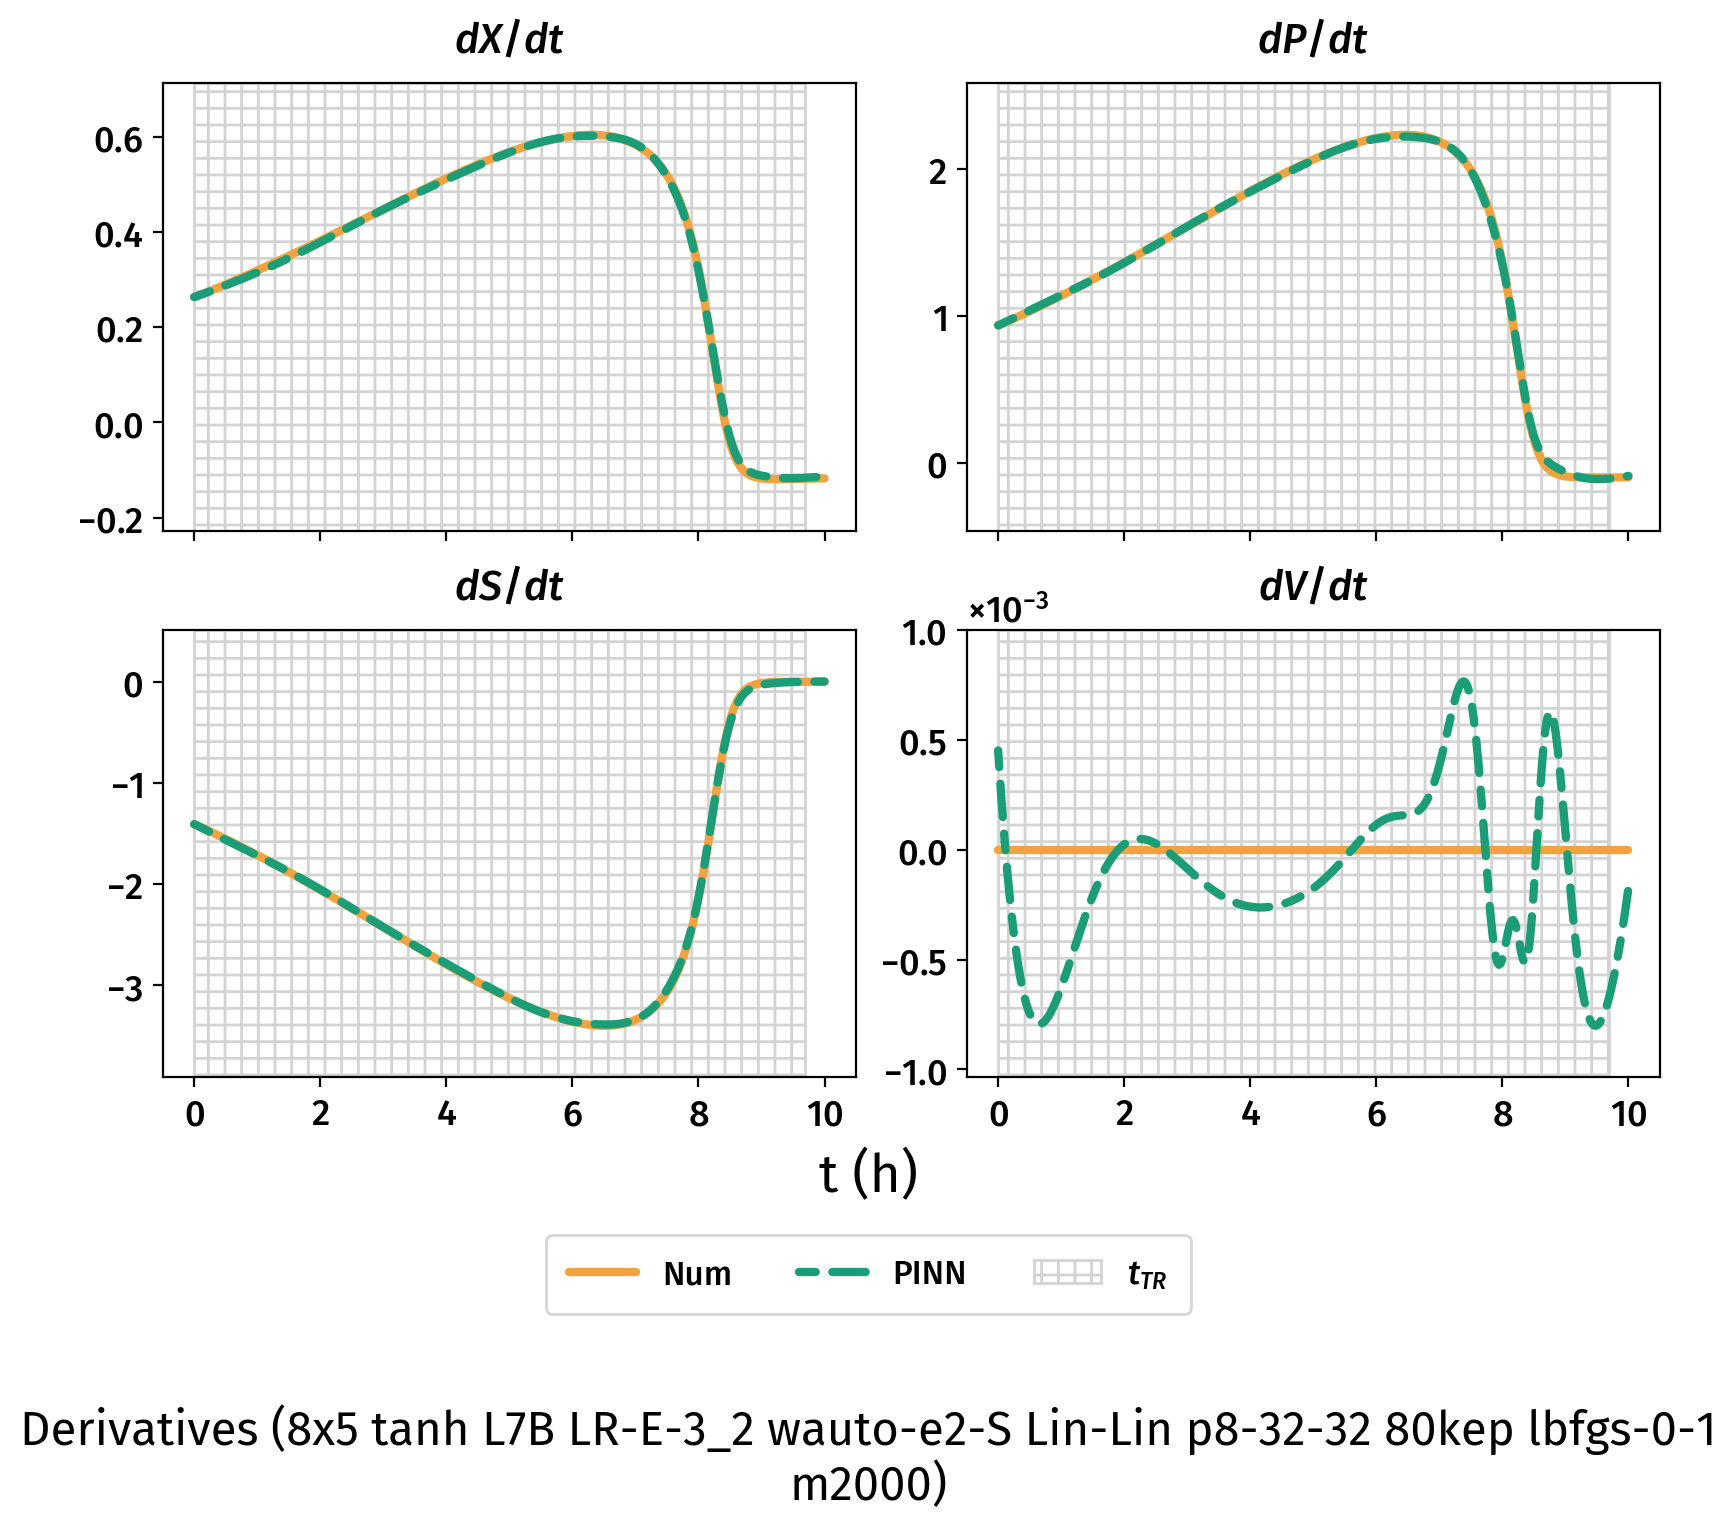 dX/dt
dP/dt
0.6
0.4
0.2
0.0
−0.2
2
1
0
dS/dt
dV/dt
×10⁻³
0
−1
−2
−3
1.0
0.5
0.0
−0.5
−1.0
0 2 4 6 8 10
0 2 4 6 8 10
t (h)
Num PINN t_TR
Derivatives (8x5 tanh L7B LR-E-3_2 wauto-e2-S Lin-Lin p8-32-32 80kep lbfgs-0-1
m2000)